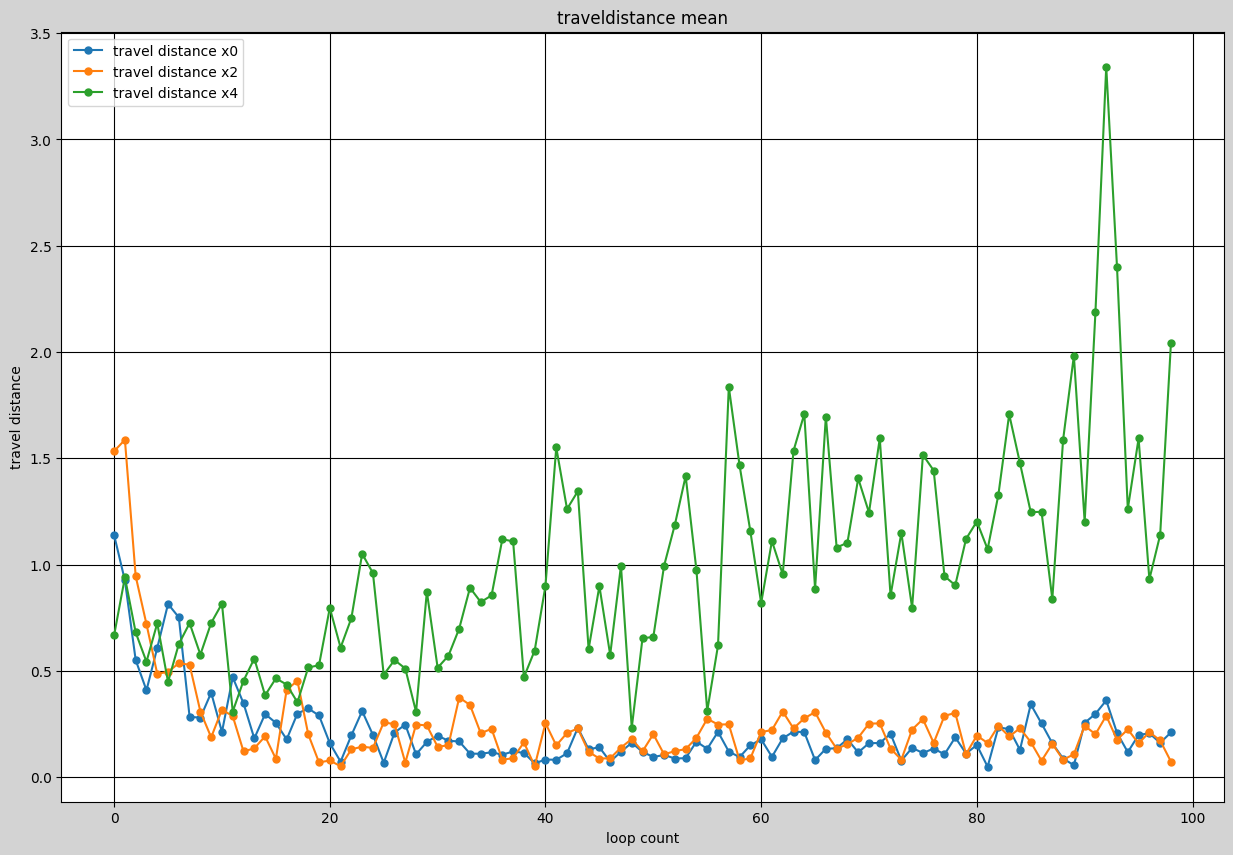 traveldistance mean
travel distance x0
travel distance x2
travel distance x4
travel distance
3.5
3.0
2.5
2.0
1.5
1.0
0.5
0.0
0
20
40
60
80
100
loop count